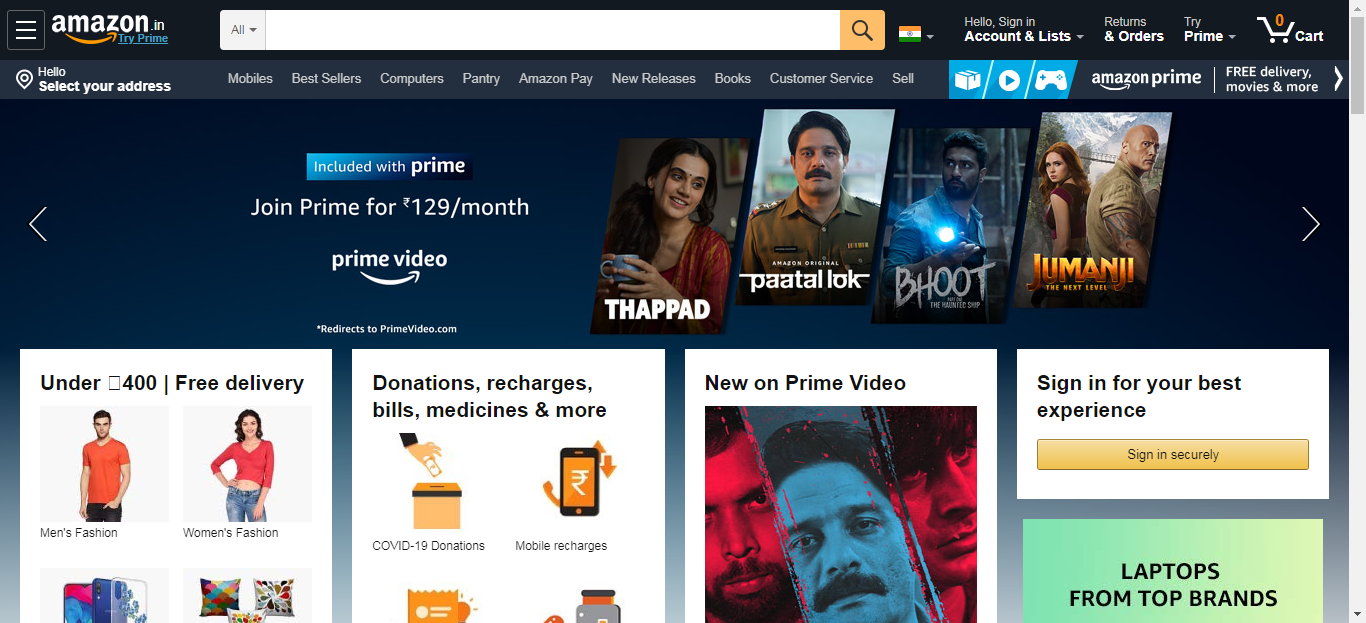 amazon.in
Try Prime
All
Hello, Sign in
Account & Lists
Returns
& Orders
Try
Prime
0
Cart
Hello
Select your address
Mobiles
Best Sellers
Computers
Pantry
Amazon Pay
New Releases
Books
Customer Service
Sell
amazon prime
FREE delivery,
movies & more
Included with prime
Join Prime for ₹129/month
prime video
*Redirects to PrimeVideo.com
THAPPAD
AMAZON ORIGINAL
paatal lok
BHOOT
PART ONE
THE HAUNTED SHIP
JUMANJI
THE NEXT LEVEL
Under 400 | Free delivery
Men's Fashion
Women's Fashion
Donations, recharges,
bills, medicines & more
₹
COVID-19 Donations
Mobile recharges
New on Prime Video
Sign in for your best
experience
Sign in securely
LAPTOPS
FROM TOP BRANDS